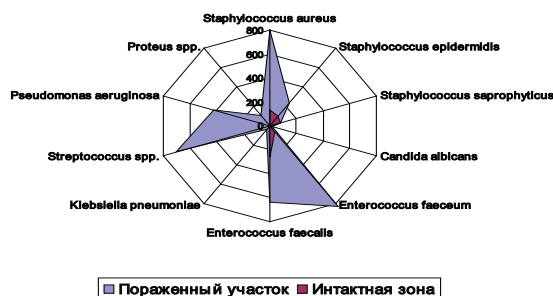 Staphylococcus aureus
800
Proteus spp.
Staphylococcus epidermidis
600
400
Pseudomonas aeruginosa
Staphylococcus saprophyticus
200
0
Streptococcus spp.
Candida albicans
Klebsiella pneumoniae
Enterococcus faeceum
Enterococcus faecalis
Пораженный участок
Интактная зона